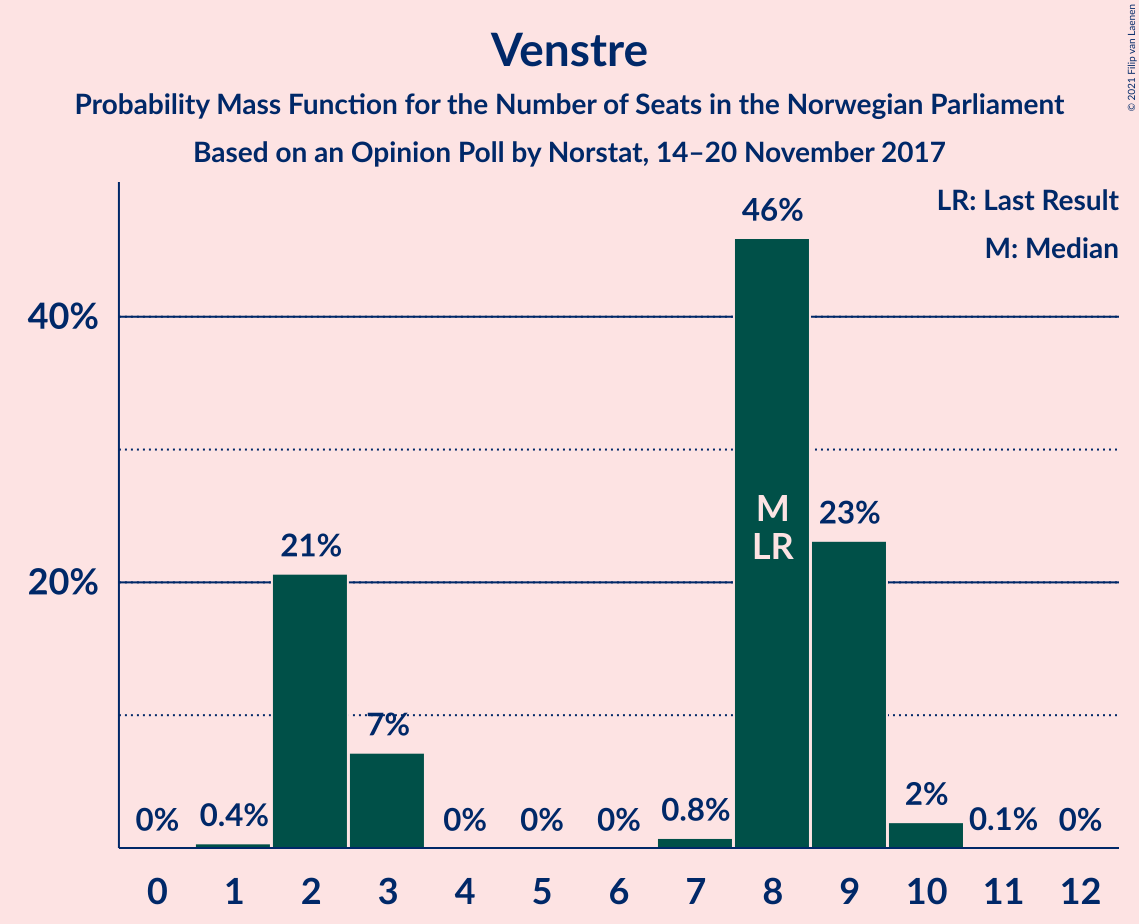 Venstre
Probability Mass Function for the Number of Seats in the Norwegian Parliament
Based on an Opinion Poll by Norstat, 14–20 November 2017
© 2021 Filip van Laenen
LR: Last Result
M: Median
40%
20%
0%
0.4%
21%
7%
0%
0%
0%
0.8%
46%
M
LR
23%
2%
0.1%
0%
0 1 2 3 4 5 6 7 8 9 10 11 12